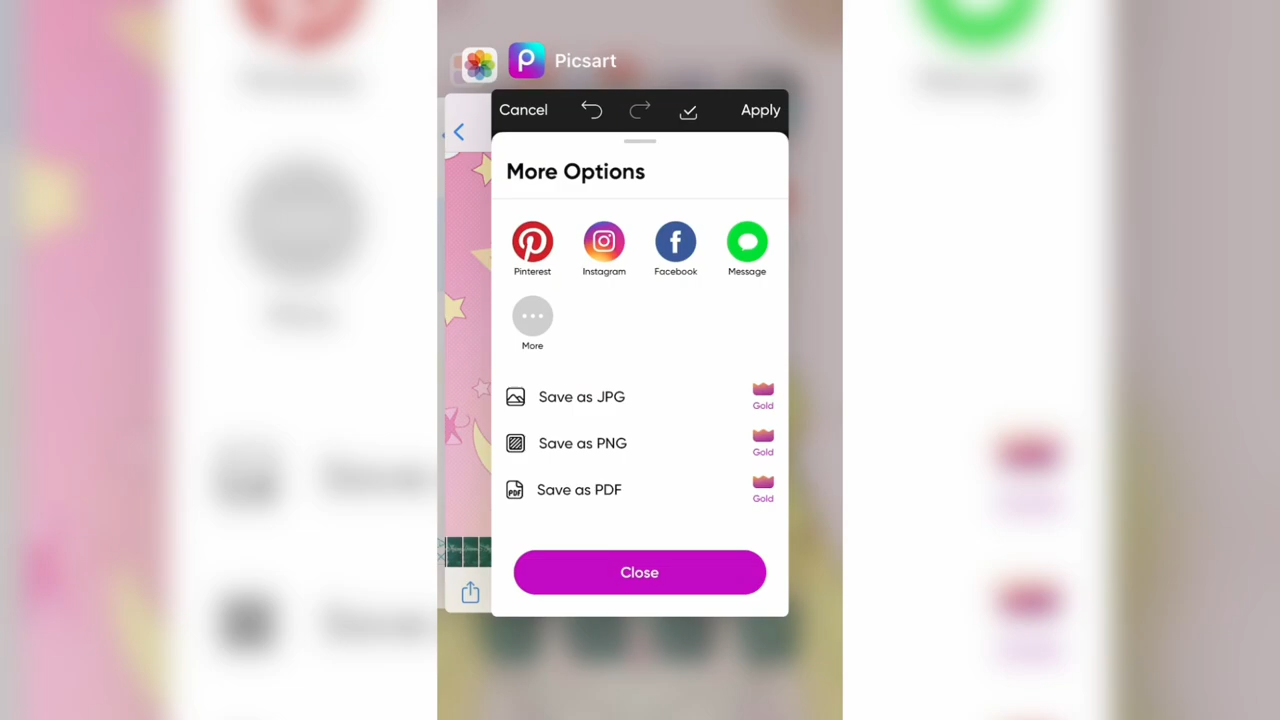 Picsart
Cancel
Apply
More Options
Pinterest
Instagram
Facebook
Message
More
Save as JPG
Gold
Save as PNG
Gold
PDF
Save as PDF
Gold
Close